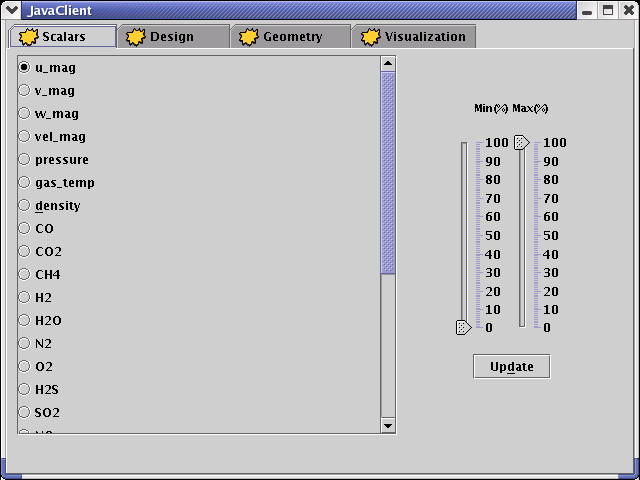 JavaClient
Scalars Design Geometry Visualization
u_mag
v_mag
w_mag
vel_mag
pressure
gas_temp
density
CO
CO2
CH4
H2
H2O
N2
O2
H2S
SO2
Min(%) Max(%)
100 100
90 90
80 80
70 70
60 60
50 50
40 40
30 30
20 20
10 10
0 0
Update